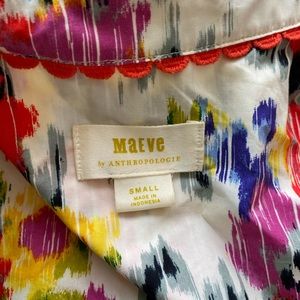 Maeve
by ANTHROPOLOGIE
SMALL
MADE IN
INDONESIA